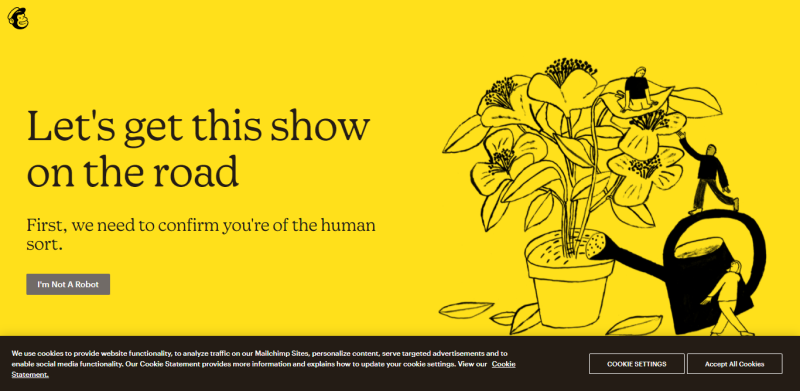 Let's get this show
on the road
First, we need to confirm you're of the human
sort.
I'm Not A Robot
We use cookies to provide website functionality, to analyze traffic on our Mailchimp Sites, personalize content, serve targeted advertisements and to
enable social media functionality. Our Cookie Statement provides more information and explains how to update your cookie settings. View our Cookie
Statement.
COOKIE SETTINGS
Accept All Cookies